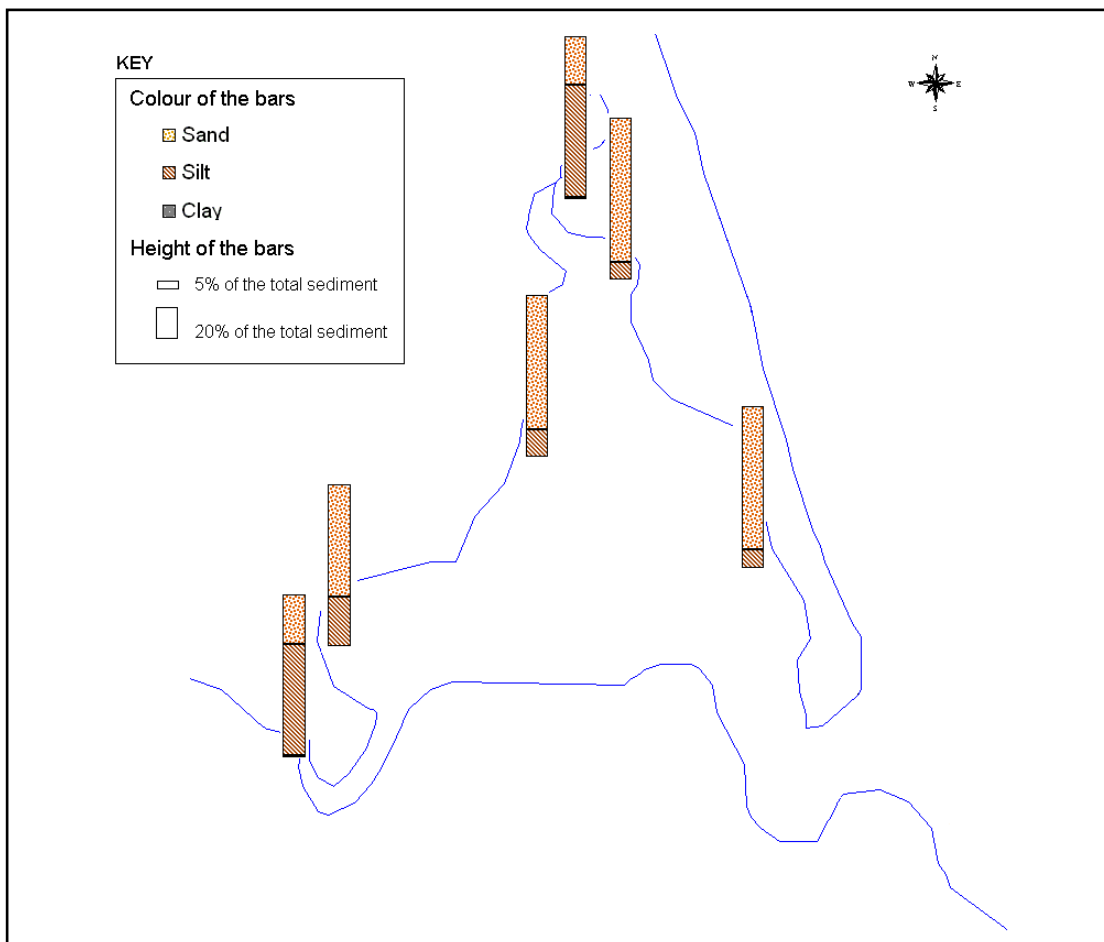 KEY
Colour of the bars
Sand
Silt
Clay
Height of the bars
5% of the total sediment
20% of the total sediment
N
W E
S